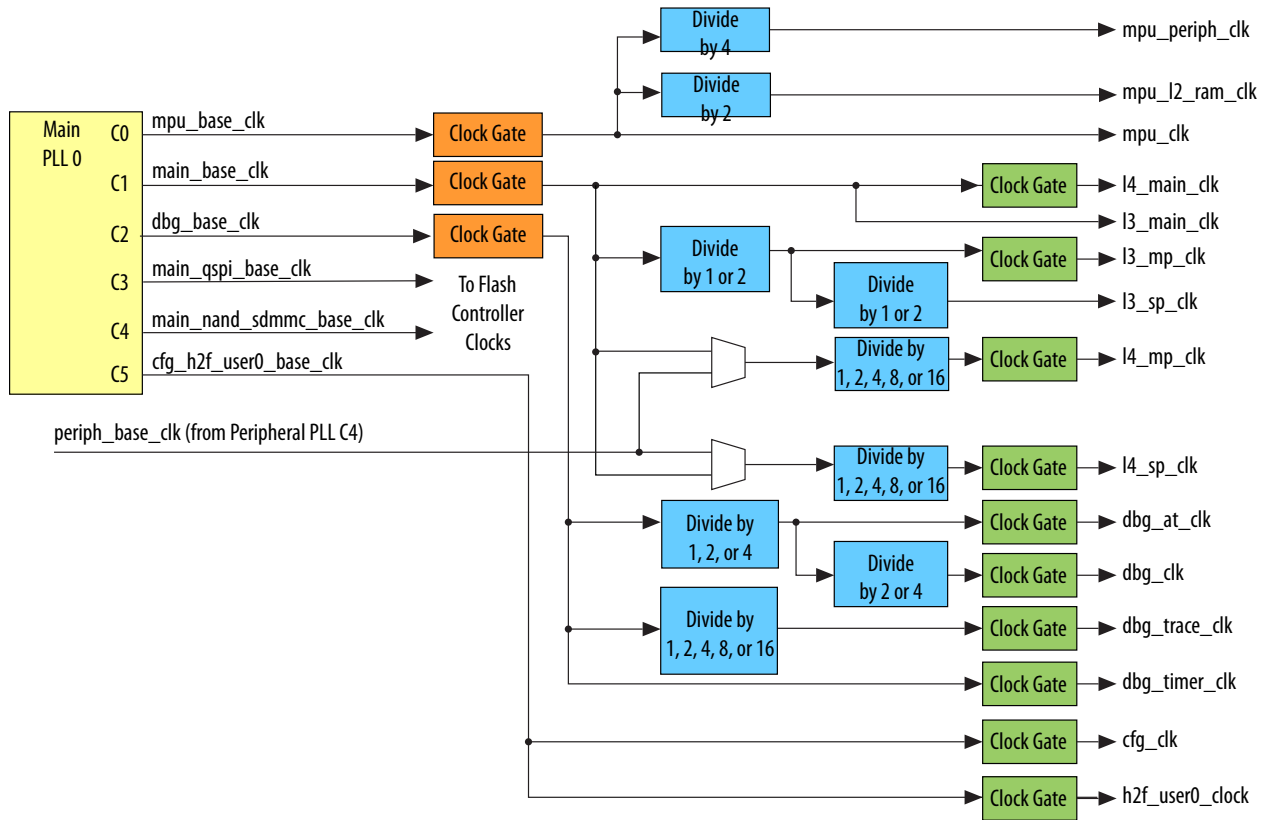 Divide
by 4
mpu_periph_clk
Divide
by 2
mpu_l2_ram_clk
Main
PLL 0
C0
mpu_base_clk
Clock Gate
mpu_clk
C1
main_base_clk
Clock Gate
Clock Gate
l4_main_clk
l3_main_clk
C2
dbg_base_clk
Clock Gate
Divide
by 1 or 2
Clock Gate
l3_mp_clk
C3
main_qspi_base_clk
To Flash
Controller
Clocks
Divide
by 1 or 2
l3_sp_clk
C4
main_nand_sdmmc_base_clk
Divide by
1, 2, 4, 8, or 16
Clock Gate
l4_mp_clk
C5
cfg_h2f_user0_base_clk
periph_base_clk (from Peripheral PLL C4)
Divide by
1, 2, 4, 8, or 16
Clock Gate
l4_sp_clk
Divide by
1, 2, or 4
Clock Gate
dbg_at_clk
Divide
by 2 or 4
Clock Gate
dbg_clk
Divide by
1, 2, 4, 8, or 16
Clock Gate
dbg_trace_clk
Clock Gate
dbg_timer_clk
Clock Gate
cfg_clk
Clock Gate
h2f_user0_clock